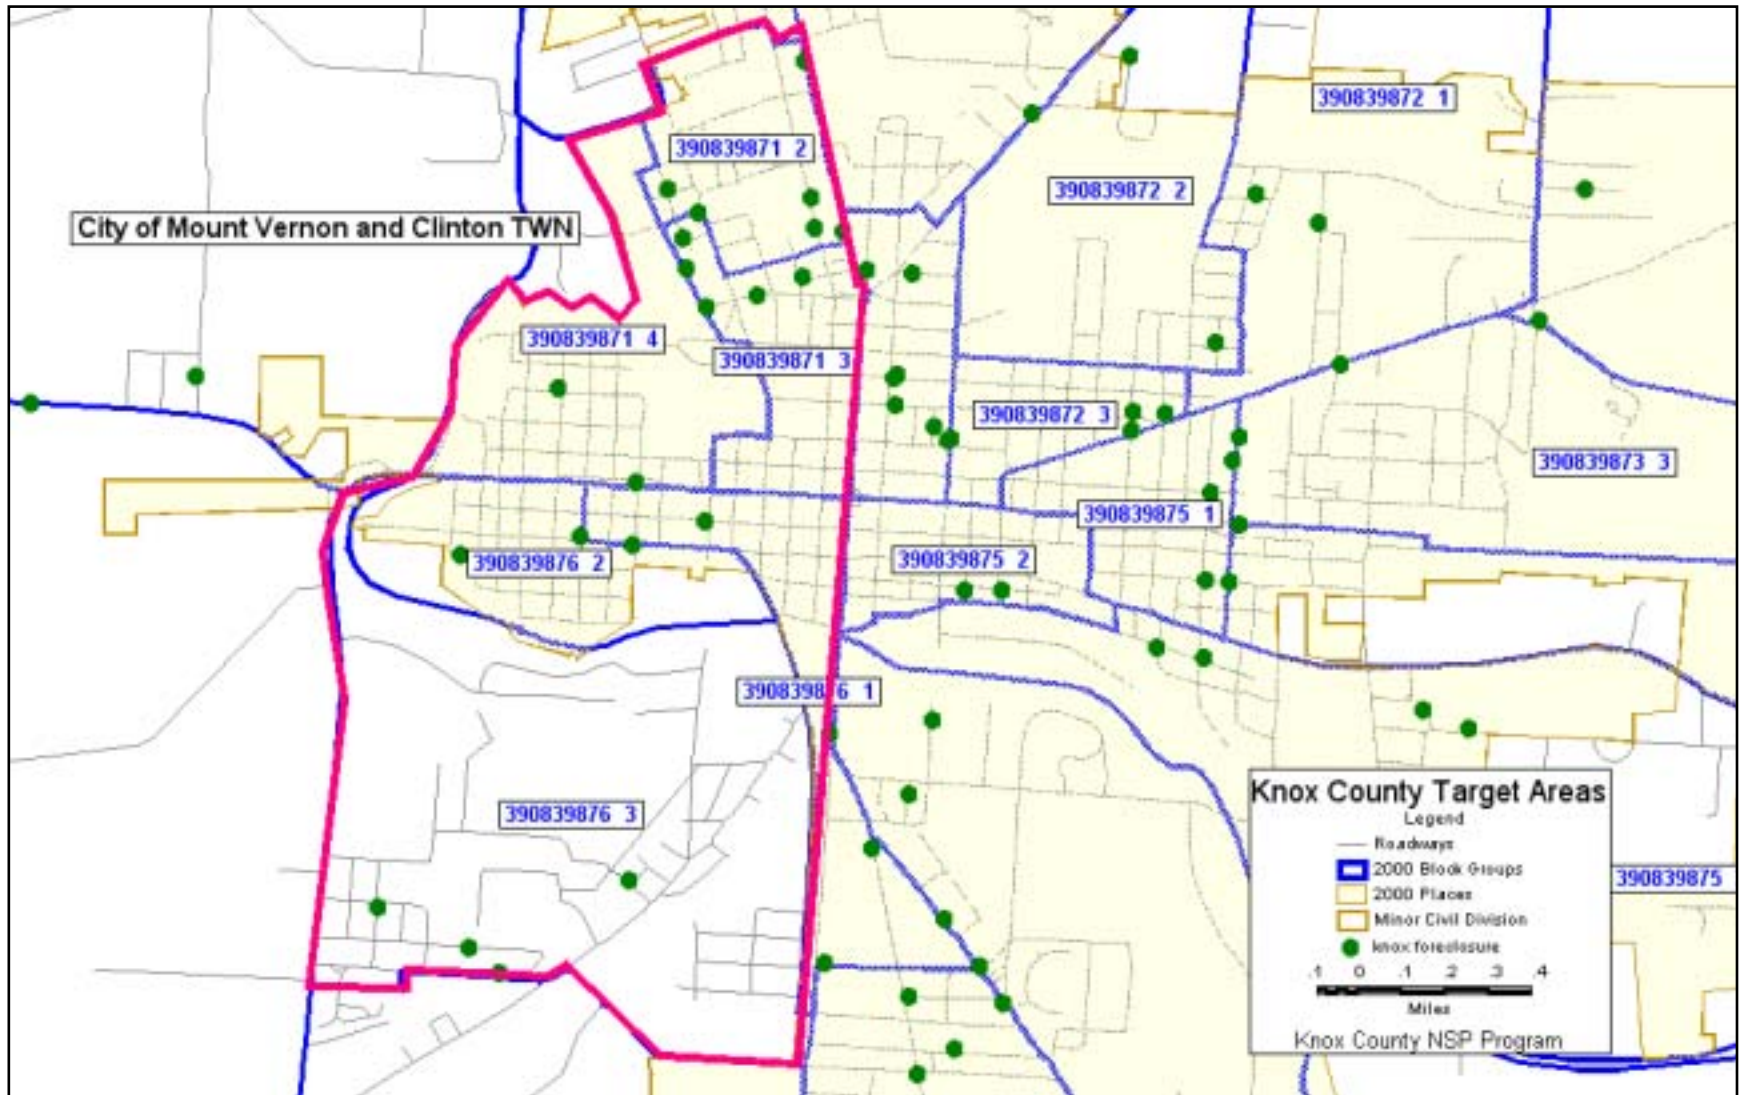 390839872 1
390839871 2
390839872 2
City of Mount Vernon and Clinton TWN
390839871 4
390839871 3
390839872 3
390839873 3
390839875 1
390839875 2
390839876 2
390839876 1
390839876 3
390839875
Knox County Target Areas
Legend
Roadways
2000 Block Groups
2000 Places
Minor Civil Division
knox foreclosure
.1 0 .1 .2 .3 .4
Miles
Knox County NSP Program